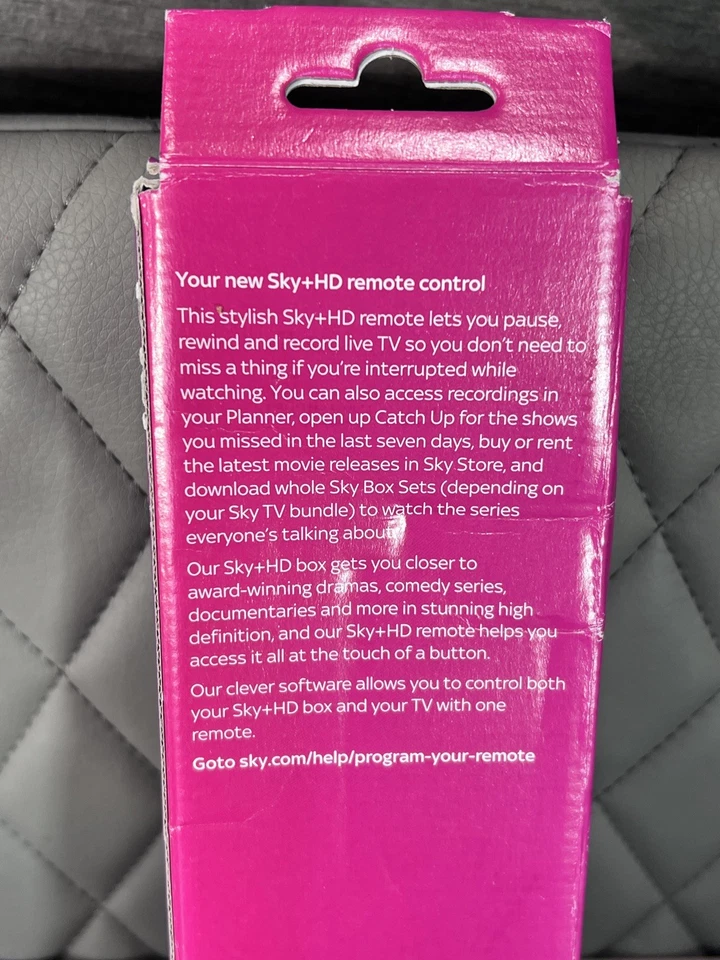 Your new Sky+HD remote control
This stylish Sky+HD remote lets you pause,
rewind and record live TV so you don't need to
miss a thing if you're interrupted while
watching. You can also access recordings in
your Planner, open up Catch Up for the shows
you missed in the last seven days, buy or rent
the latest movie releases in Sky Store, and
download whole Sky Box Sets (depending on
your Sky TV bundle) to watch the series
everyone's talking about.
Our Sky+HD box gets you closer to
award-winning dramas, comedy series,
documentaries and more in stunning high
definition, and our Sky+HD remote helps you
access it all at the touch of a button.
Our clever software allows you to control both
your Sky+HD box and your TV with one
remote.
Goto sky.com/help/program-your-remote